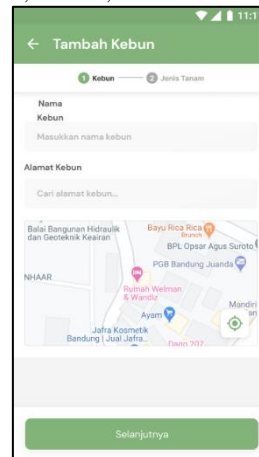 11:1
Tambah Kebun
1 Kebun 2 Jenis Tanam
Nama
Kebun
Masukkan nama kebun
Alamat Kebun
Cari alamat kebun...
Balai Bangunan Hidraulik
dan Geoteknik Keairan
Bayu Rica Rica
Brunch
BPL Opsar Agus Suroto
PGB Bandung Juanda
NHAAR
Rumah Welman
& Wandiz
Mandiri
Ayam
Jafra Kosmetik
Bandung | Jual Jafra..
Dago 207
Selanjutnya